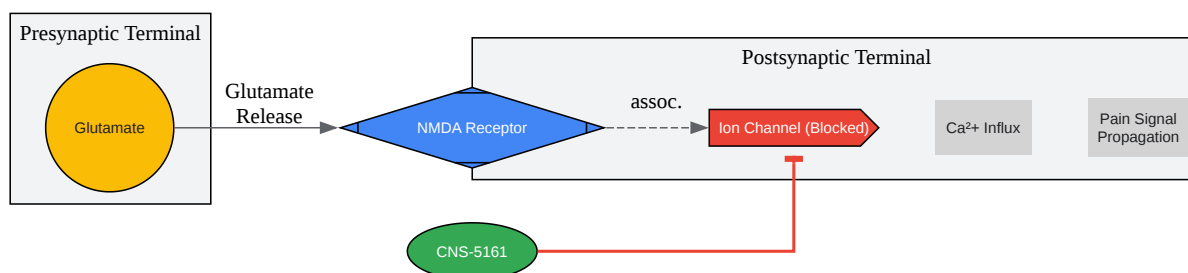 Presynaptic Terminal
Glutamate
Glutamate
Release
Postsynaptic Terminal
NMDA Receptor
assoc.
Ion Channel (Blocked)
Ca²+ Influx
Pain Signal
Propagation
CNS-5161